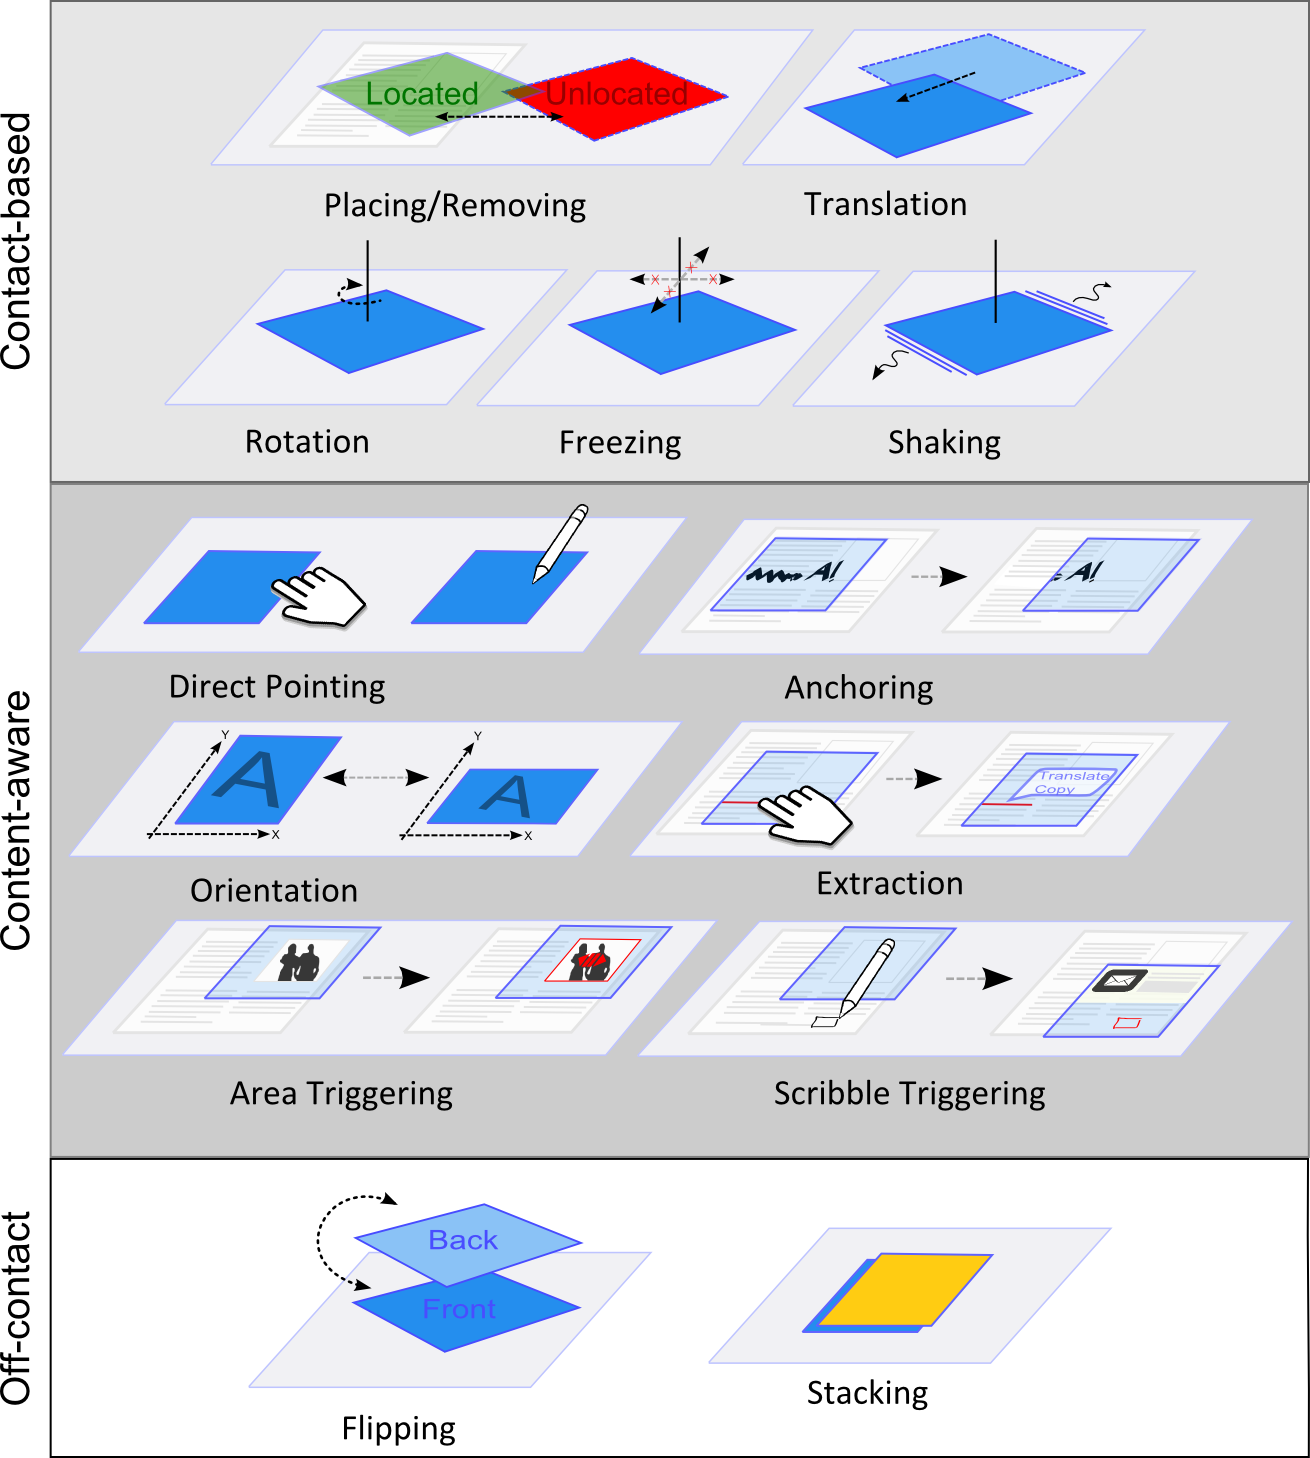 Contact-based
Located
Unlocated
Placing/Removing
Translation
Rotation
Freezing
Shaking
Content-aware
A!
A!
Direct Pointing
Anchoring
Y
A
X
Y
A
X
Translate
Copy
Orientation
Extraction
Area Triggering
Scribble Triggering
Off-contact
Back
Front
Flipping
Stacking